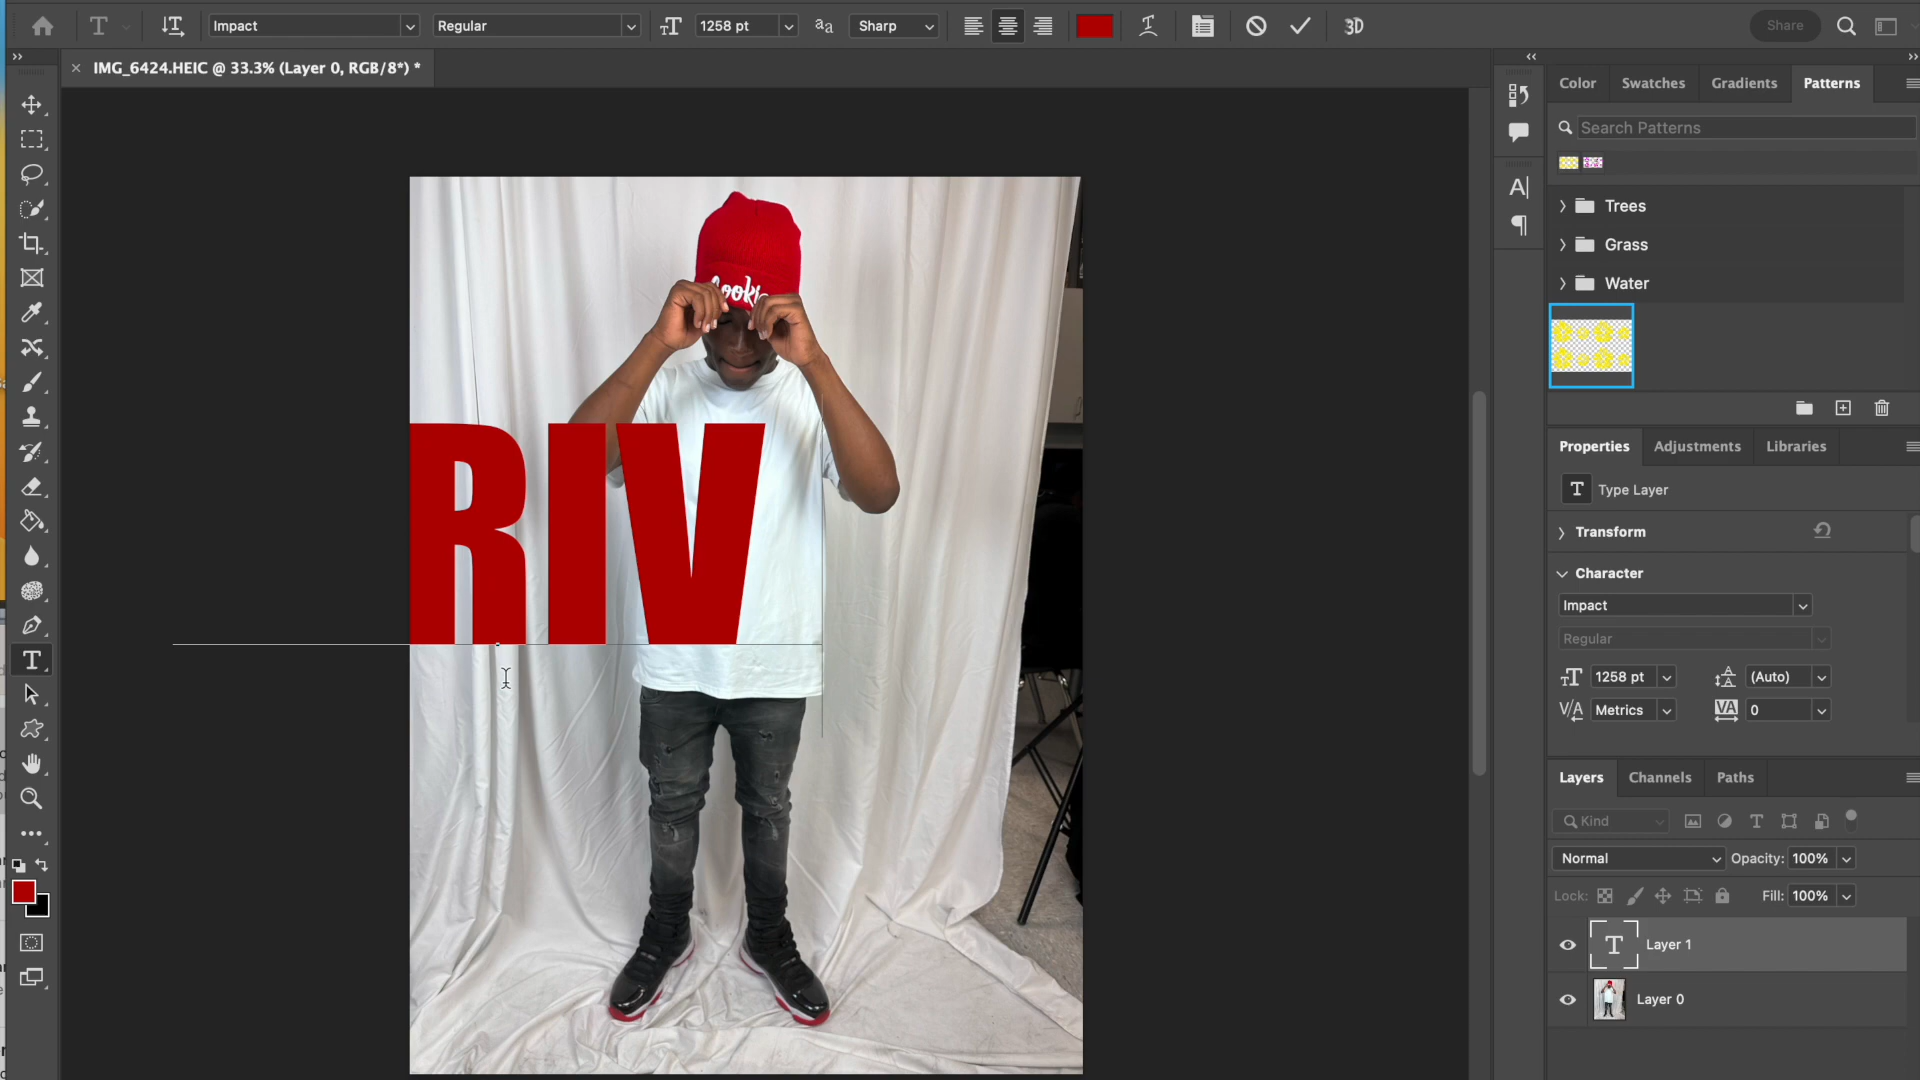 Impact
Regular
1258 pt
Sharp
3D
Share
IMG_6424.HEIC @ 33.3% (Layer 0, RGB/8*) *
Color
Swatches
Gradients
Patterns
Search Patterns
Trees
Grass
Water
RIV
Properties
Adjustments
Libraries
Type Layer
Transform
Character
Impact
Regular
1258 pt
(Auto)
Metrics
0
Layers
Channels
Paths
Kind
Normal
Opacity: 100%
Lock:
Fill: 100%
Layer 1
Layer 0